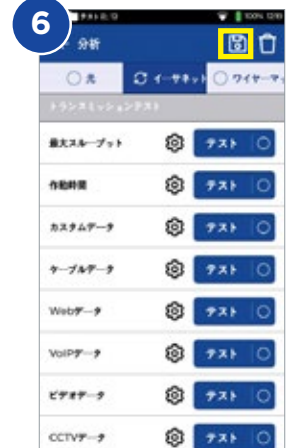 6
100% 12:16
分析
光
イーサネット
ワイヤーマッ
トランスミッションテスト
最大スループット
テスト
作動時間
テスト
カスタムデータ
テスト
ケーブルデータ
テスト
Webデータ
テスト
VoIPデータ
テスト
ビデオデータ
テスト
CCTVデータ
テスト